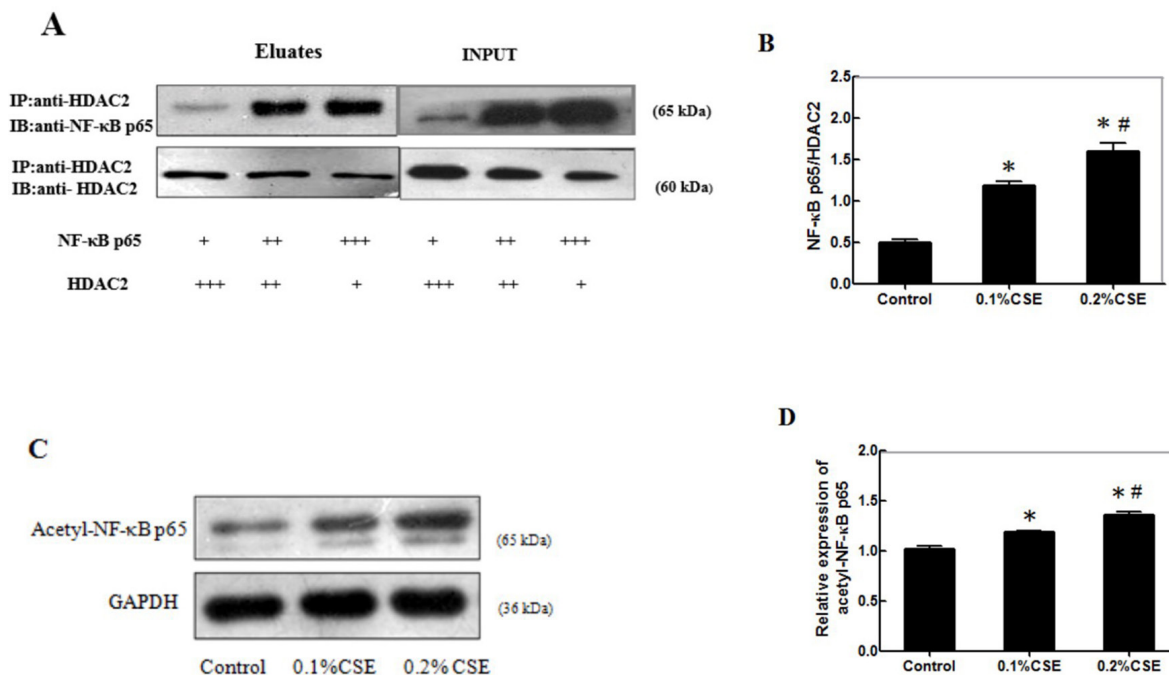 A
Eluates INPUT
IP:anti-HDAC2
IB:anti-NF-κB p65
(65 kDa)
IP:anti-HDAC2
IB:anti- HDAC2
(60 kDa)
NF-κB p65 + ++ +++ + ++ +++
HDAC2 +++ ++ + +++ ++ +
B
NF-κB p65/HDAC2
2.5
2.0
1.5
1.0
0.5
0.0
*
* #
Control 0.1%CSE 0.2%CSE
C
Acetyl-NF-κB p65
(65 kDa)
GAPDH
(36 kDa)
Control 0.1%CSE 0.2% CSE
D
Relative expression of
acetyl-NF-κB p65
2.0
1.5
1.0
0.5
0.0
*
* #
Control 0.1%CSE 0.2%CSE